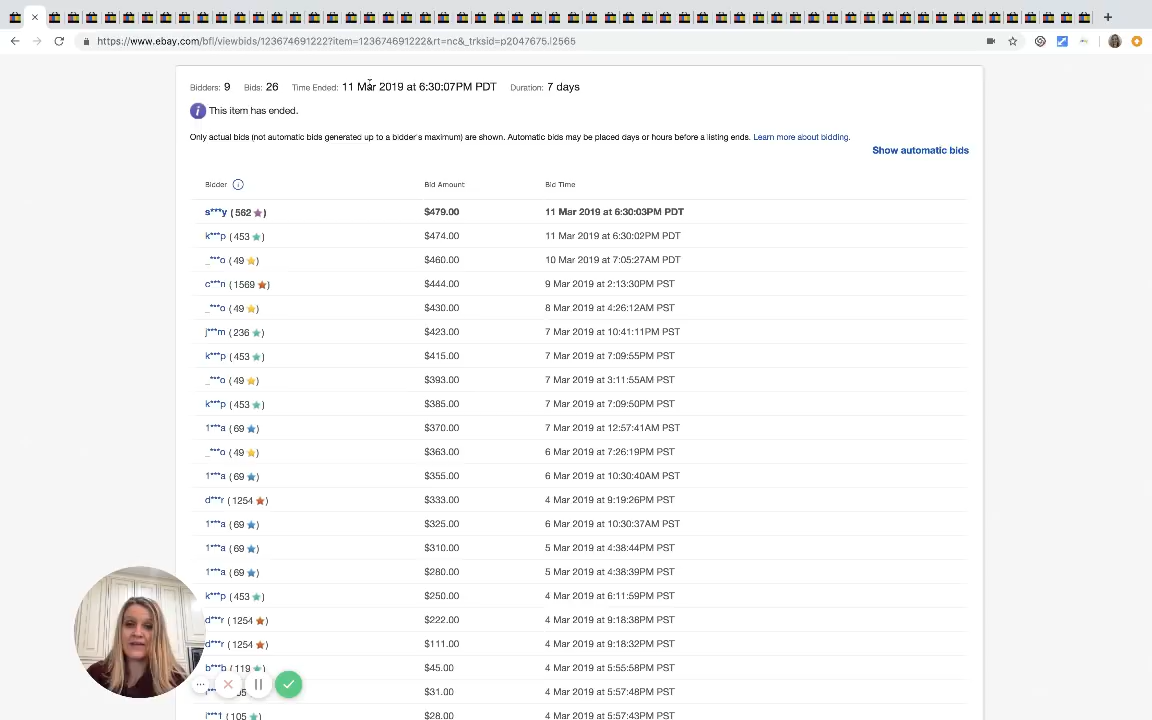 https://www.ebay.com/bfl/viewbids/123674691222?item=123674691222&rt=nc&_trksid=p2047675.l2565
Bidders: 9 Bids: 26 Time Ended: 11 Mar 2019 at 6:30:07PM PDT Duration: 7 days
This item has ended.
Only actual bids (not automatic bids generated up to a bidder's maximum) are shown. Automatic bids may be placed days or hours before a listing ends. Learn more about bidding.
Show automatic bids
Bidder Bid Amount Bid Time
s***y (562) $479.00 11 Mar 2019 at 6:30:03PM PDT
k***p (453) $474.00 11 Mar 2019 at 6:30:02PM PDT
_***o (49) $460.00 10 Mar 2019 at 7:05:27AM PDT
c***n (1569) $444.00 9 Mar 2019 at 2:13:30PM PST
_***o (49) $430.00 8 Mar 2019 at 4:26:12AM PST
j***m (236) $423.00 7 Mar 2019 at 10:41:11PM PST
k***p (453) $415.00 7 Mar 2019 at 7:09:55PM PST
_***o (49) $393.00 7 Mar 2019 at 3:11:55AM PST
k***p (453) $385.00 7 Mar 2019 at 7:09:50PM PST
1***a (69) $370.00 7 Mar 2019 at 12:57:41AM PST
_***o (49) $363.00 6 Mar 2019 at 7:26:19PM PST
1***a (69) $355.00 6 Mar 2019 at 10:30:40AM PST
d***r (1254) $333.00 4 Mar 2019 at 9:19:26PM PST
1***a (69) $325.00 6 Mar 2019 at 10:30:37AM PST
1***a (69) $310.00 5 Mar 2019 at 4:38:44PM PST
1***a (69) $280.00 5 Mar 2019 at 4:38:39PM PST
k***p (453) $250.00 4 Mar 2019 at 6:11:59PM PST
d***r (1254) $222.00 4 Mar 2019 at 9:18:38PM PST
d***r (1254) $111.00 4 Mar 2019 at 9:18:32PM PST
b***b (119) $45.00 4 Mar 2019 at 5:55:58PM PST
$31.00 4 Mar 2019 at 5:57:48PM PST
i***1 (105) $28.00 4 Mar 2019 at 5:57:43PM PST